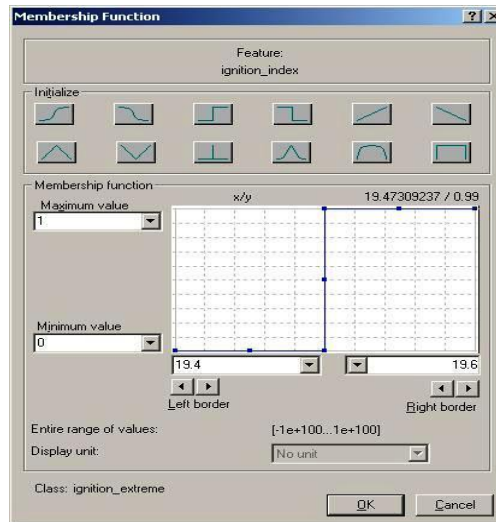 Membership Function
Feature:
ignition_index
Initialize
Membership function
x/y 19.47309237 / 0.99
Maximum value
1
Minimum value
0
19.4 19.6
Left border Right border
Entire range of values: [-1e+100...1e+100]
Display unit: No unit
Class: ignition_extreme
OK Cancel